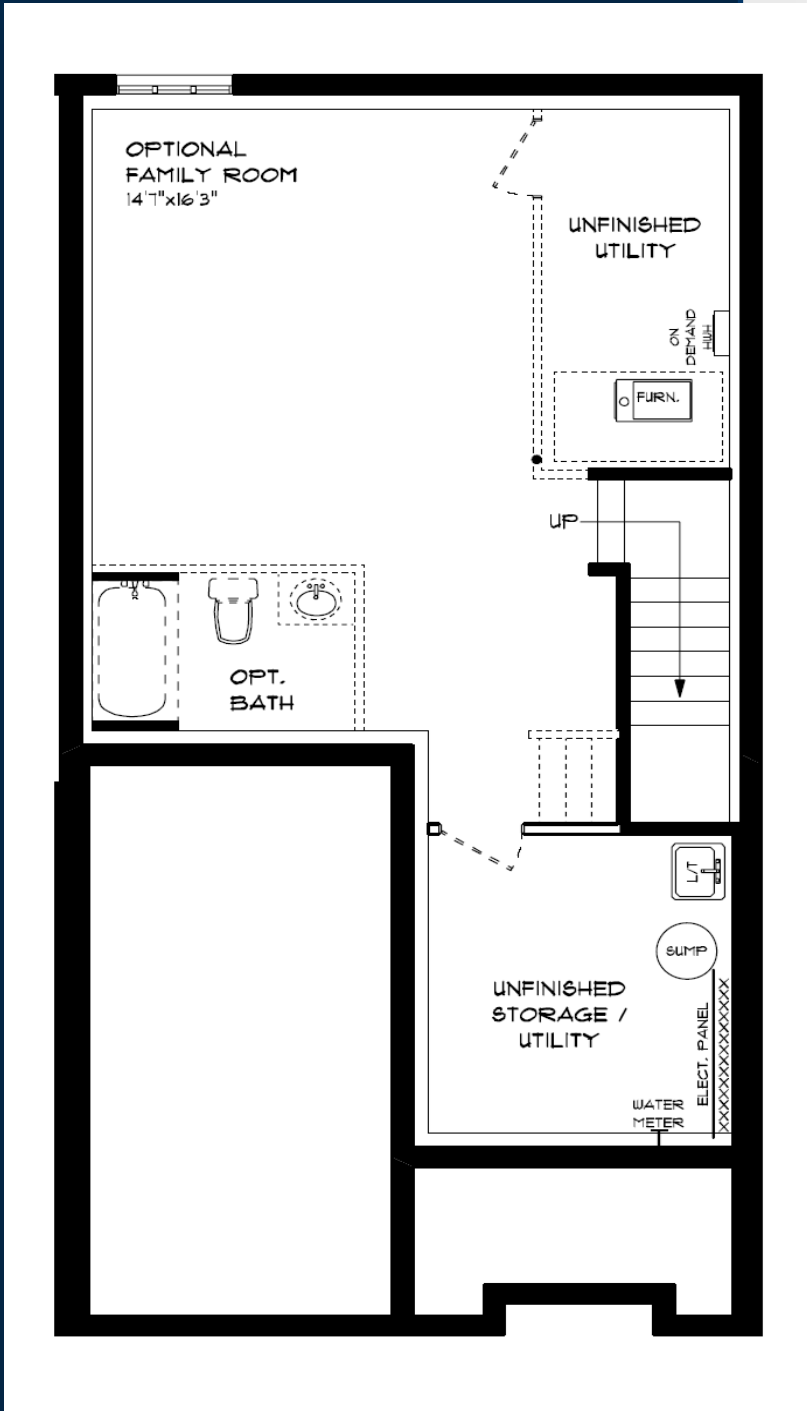 OPTIONAL
FAMILY ROOM
14'7"x16'3"
UNFINISHED
UTILITY
ON
DEMAND
HWH
FURN.
UP
OPT.
BATH
L/T
SUMP
UNFINISHED
STORAGE /
UTILITY
ELECT. PANEL
WATER
METER